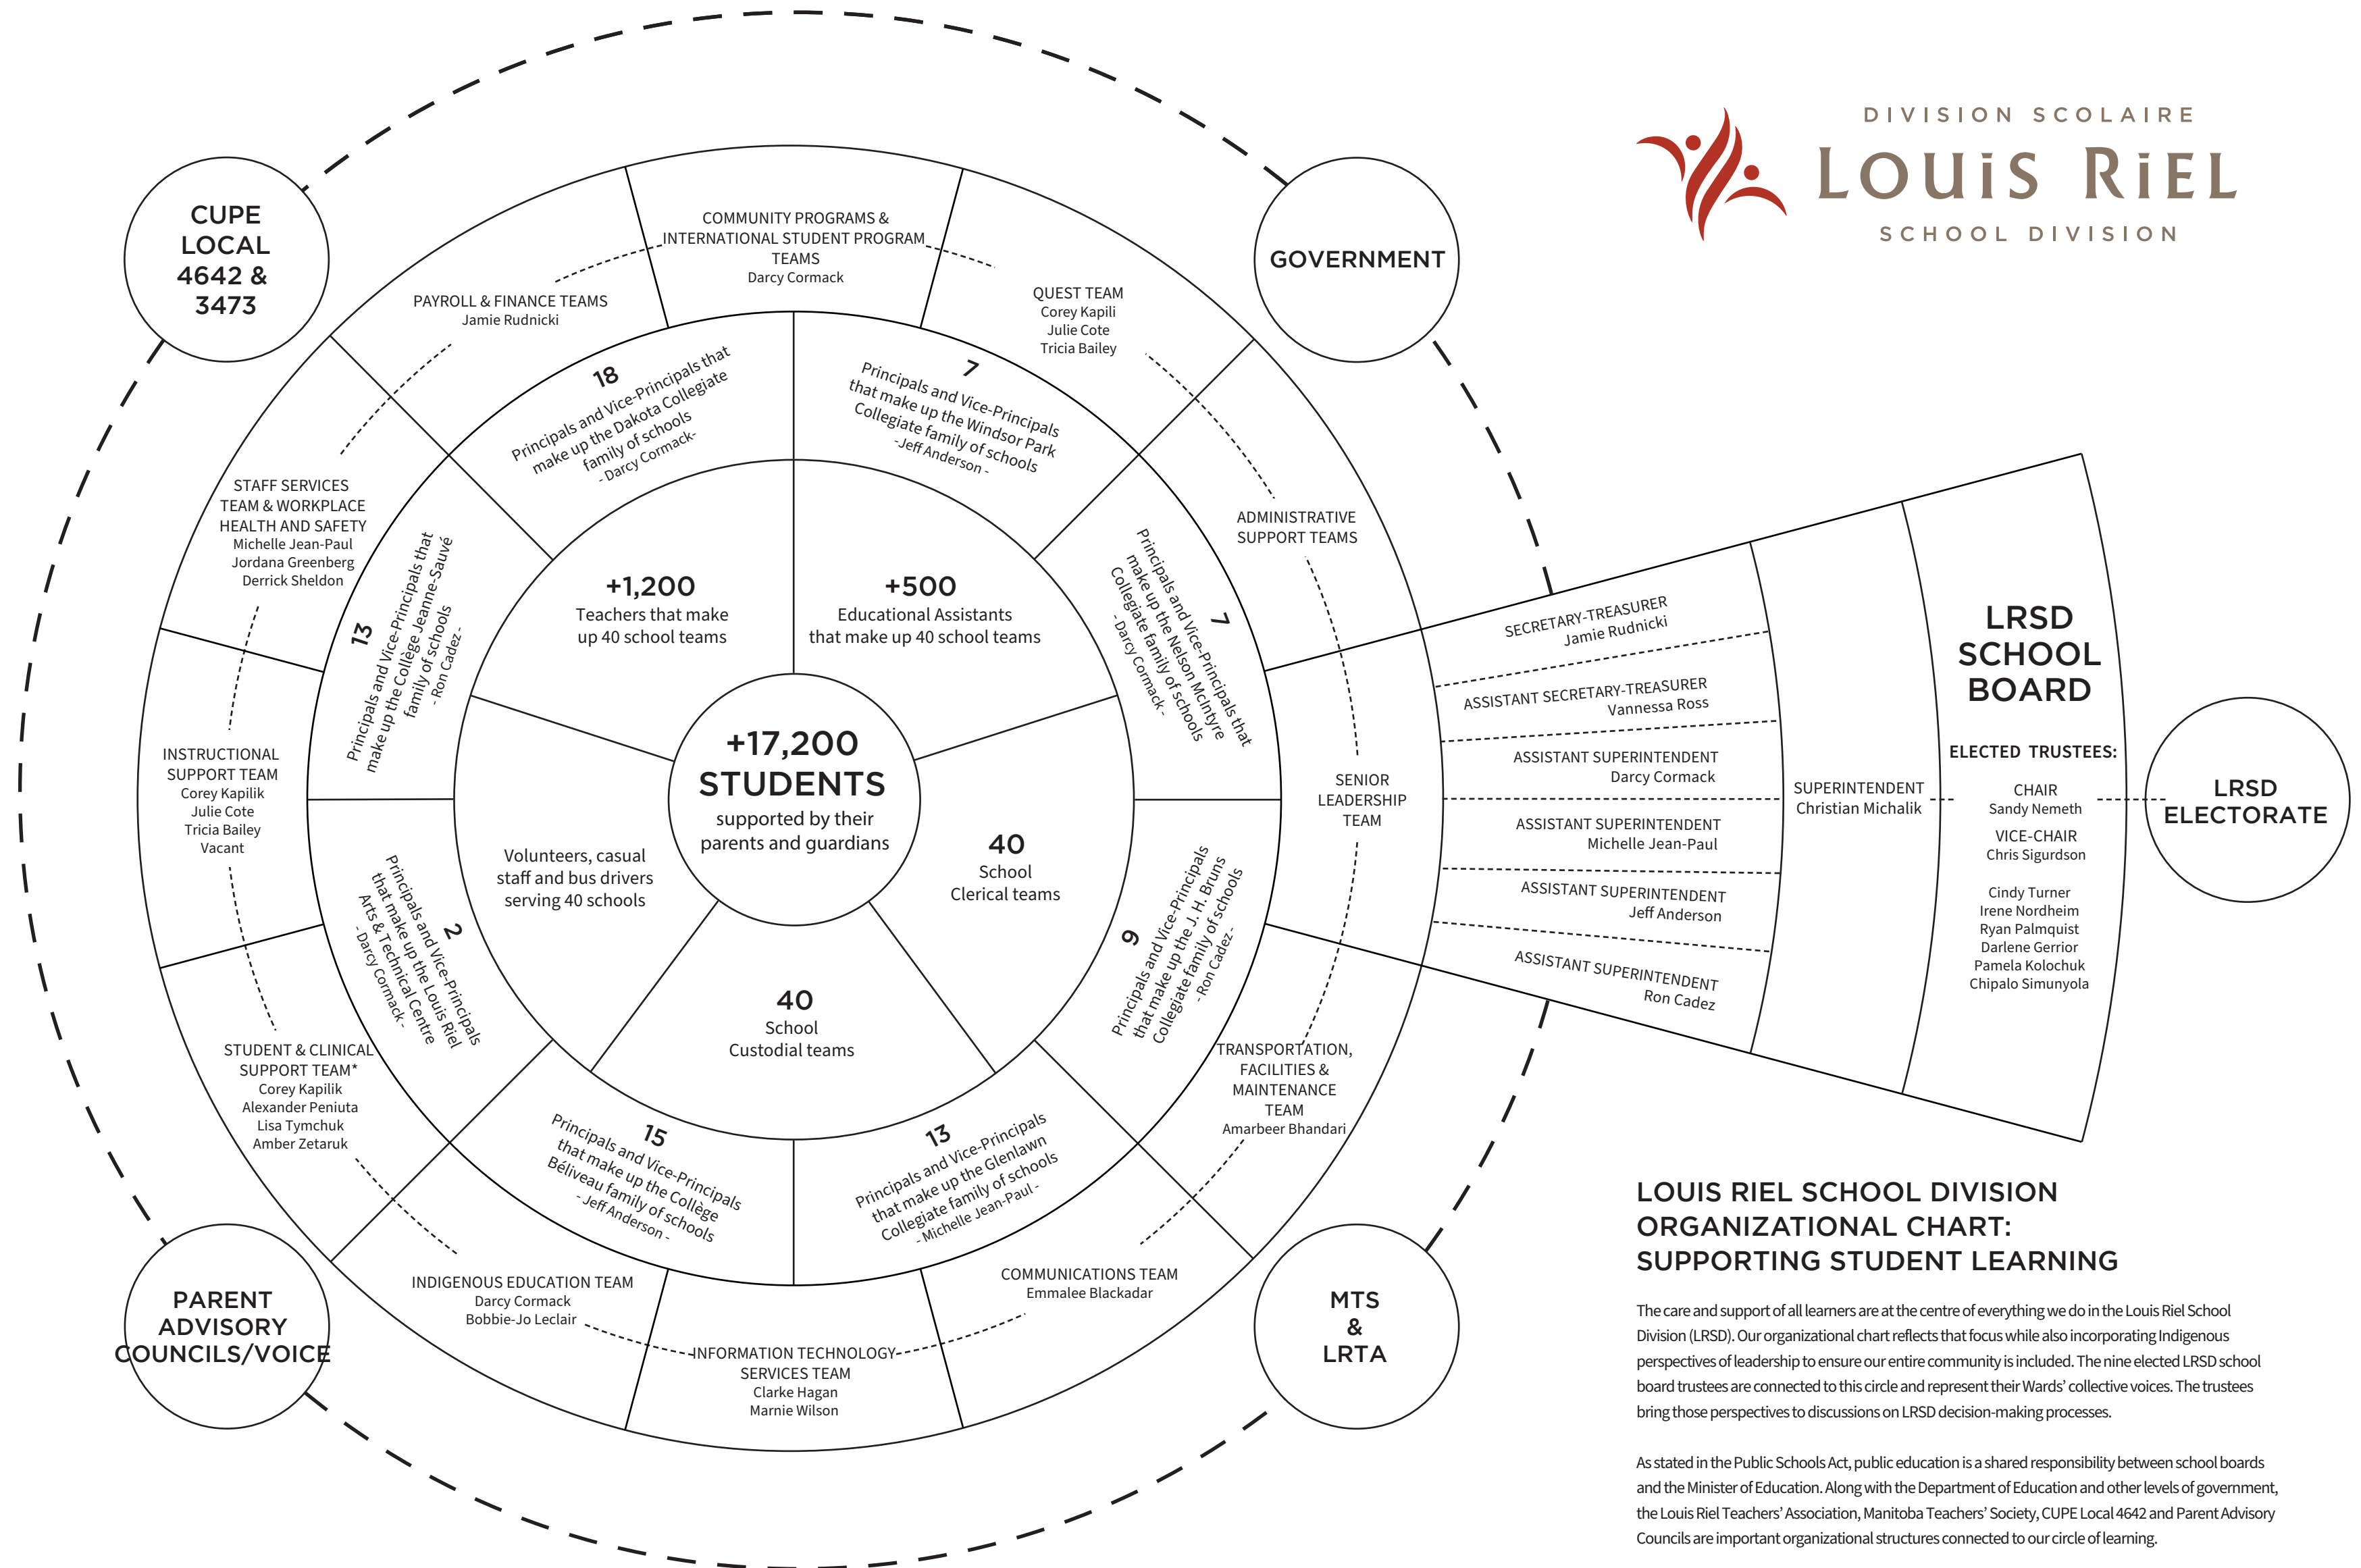 DIVISION SCOLAIRE
LOUiS RiEL
SCHOOL DIVISION
CUPE
LOCAL
4642 &
3473
GOVERNMENT
PARENT
ADVISORY
COUNCILS/VOICE
MTS
&
LRTA
COMMUNITY PROGRAMS &
INTERNATIONAL STUDENT PROGRAM
TEAMS
Darcy Cormack
QUEST TEAM
Corey Kapili
Julie Cote
Tricia Bailey
ADMINISTRATIVE
SUPPORT TEAMS
SENIOR
LEADERSHIP
TEAM
TRANSPORTATION,
FACILITIES &
MAINTENANCE
TEAM
Amarbeer Bhandari
COMMUNICATIONS TEAM
Emmalee Blackadar
INFORMATION TECHNOLOGY
SERVICES TEAM
Clarke Hagan
Marnie Wilson
INDIGENOUS EDUCATION TEAM
Darcy Cormack
Bobbie-Jo Leclair
STUDENT & CLINICAL
SUPPORT TEAM*
Corey Kapilik
Alexander Peniuta
Lisa Tymchuk
Amber Zetaruk
INSTRUCTIONAL
SUPPORT TEAM
Corey Kapilik
Julie Cote
Tricia Bailey
Vacant
STAFF SERVICES
TEAM & WORKPLACE
HEALTH AND SAFETY
Michelle Jean-Paul
Jordana Greenberg
Derrick Sheldon
PAYROLL & FINANCE TEAMS
Jamie Rudnicki
18
Principals and Vice-Principals that
make up the Dakota Collegiate
family of schools
- Darcy Cormack-
7
Principals and Vice-Principals
that make up the Windsor Park
Collegiate family of schools
-Jeff Anderson -
7
Principals and Vice-Principals that
make up the Nelson McIntyre
Collegiate family of schools
- Darcy Cormack -
9
Principals and Vice-Principals
that make up the J. H. Bruns
Collegiate family of schools
- Ron Cadez -
13
Principals and Vice-Principals
that make up the Glenlawn
Collegiate family of schools
- Michelle Jean-Paul -
15
Principals and Vice-Principals
that make up the Collège
Béliveau family of schools
- Jeff Anderson -
2
Principals and Vice-Principals
that make up the Louis Riel
Arts & Technical Centre
- Darcy Cormack -
13
Principals and Vice-Principals that
make up the Collège Jeanne-Sauvé
family of schools
- Ron Cadez -
+1,200
Teachers that make
up 40 school teams
+500
Educational Assistants
that make up 40 school teams
40
School
Clerical teams
40
School
Custodial teams
Volunteers, casual
staff and bus drivers
serving 40 schools
+17,200
STUDENTS
supported by their
parents and guardians
SECRETARY-TREASURER
Jamie Rudnicki
ASSISTANT SECRETARY-TREASURER
Vannessa Ross
ASSISTANT SUPERINTENDENT
Darcy Cormack
ASSISTANT SUPERINTENDENT
Michelle Jean-Paul
ASSISTANT SUPERINTENDENT
Jeff Anderson
ASSISTANT SUPERINTENDENT
Ron Cadez
SUPERINTENDENT
Christian Michalik
LRSD
SCHOOL
BOARD
ELECTED TRUSTEES:
CHAIR
Sandy Nemeth
VICE-CHAIR
Chris Sigurdson
Cindy Turner
Irene Nordheim
Ryan Palmquist
Darlene Gerrior
Pamela Kolochuk
Chipalo Simunyola
LRSD
ELECTORATE
LOUIS RIEL SCHOOL DIVISION
ORGANIZATIONAL CHART:
SUPPORTING STUDENT LEARNING
The care and support of all learners are at the centre of everything we do in the Louis Riel School
Division (LRSD). Our organizational chart reflects that focus while also incorporating Indigenous
perspectives of leadership to ensure our entire community is included. The nine elected LRSD school
board trustees are connected to this circle and represent their Wards’ collective voices. The trustees
bring those perspectives to discussions on LRSD decision-making processes.
As stated in the Public Schools Act, public education is a shared responsibility between school boards
and the Minister of Education. Along with the Department of Education and other levels of government,
the Louis Riel Teachers’ Association, Manitoba Teachers’ Society, CUPE Local 4642 and Parent Advisory
Councils are important organizational structures connected to our circle of learning.